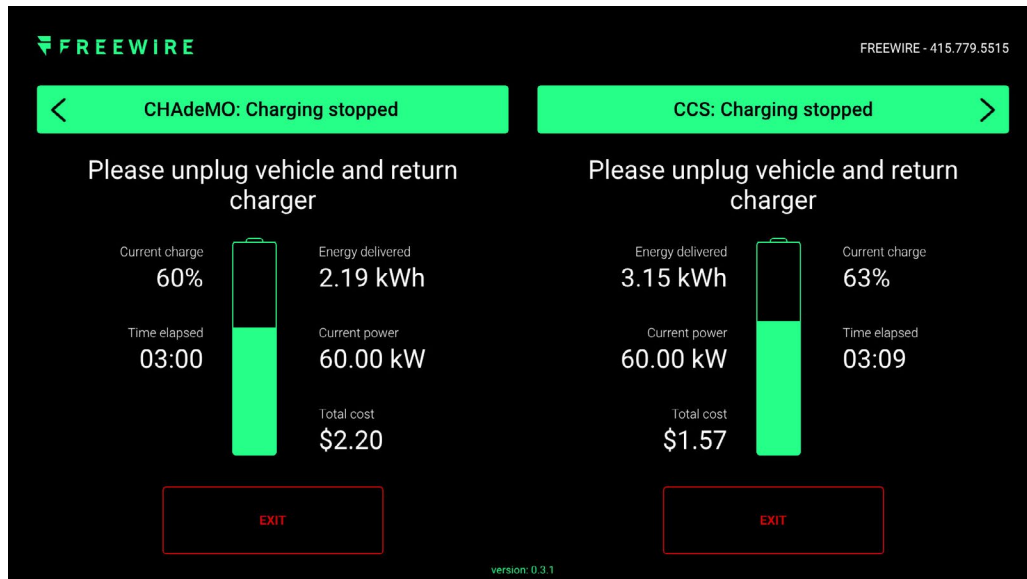 FREEWIRE
FREEWIRE - 415.779.5515
CHAdeMO: Charging stopped
Please unplug vehicle and return
charger
Current charge
60%
Time elapsed
03:00
Energy delivered
2.19 kWh
Current power
60.00 kW
Total cost
$2.20
EXIT
CCS: Charging stopped
Please unplug vehicle and return
charger
Energy delivered
3.15 kWh
Current power
60.00 kW
Total cost
$1.57
Current charge
63%
Time elapsed
03:09
EXIT
version: 0.3.1